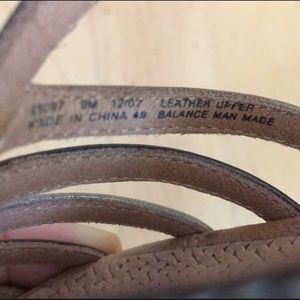 9M 12/07 LEATHER UPPER
MADE IN CHINA 49 BALANCE MAN MADE